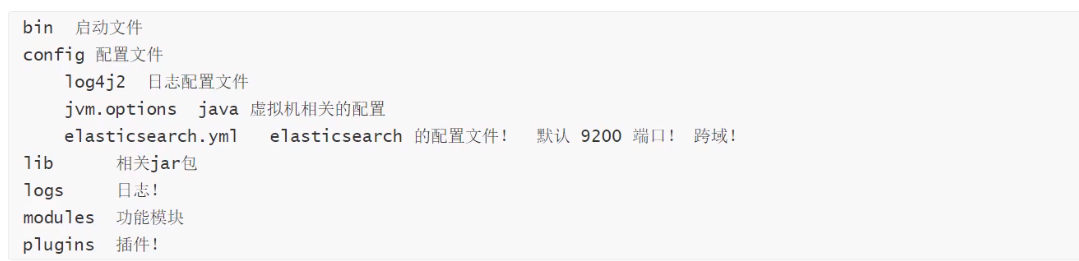 bin  启动文件
config 配置文件
    log4j2  日志配置文件
    jvm.options  java 虚拟机相关的配置
    elasticsearch.yml   elasticsearch 的配置文件！  默认 9200 端口！ 跨域！
lib      相关jar包
logs     日志！
modules  功能模块
plugins  插件！